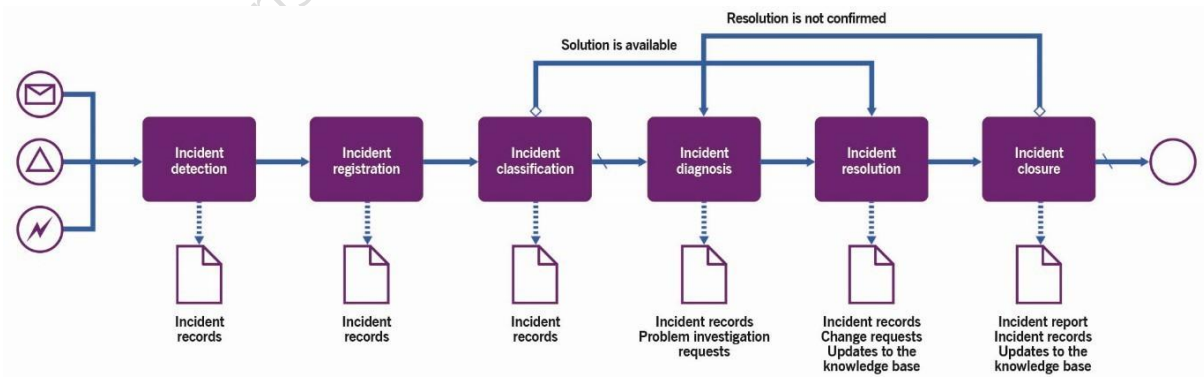 Resolution is not confirmed
Solution is available
Incident
detection
Incident
registration
Incident
classification
Incident
diagnosis
Incident
resolution
Incident
closure
Incident
records
Incident
records
Incident
records
Incident records
Problem investigation
requests
Incident records
Change requests
Updates to the
knowledge base
Incident report
Incident records
Updates to the
knowledge base